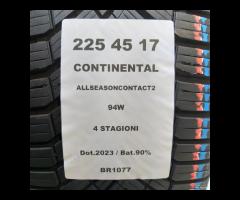 225 45 17
CONTINENTAL
ALLSEASONCONTACT2
94W
4 STAGIONI
Dot.2023 / Bat.90%
BR1077